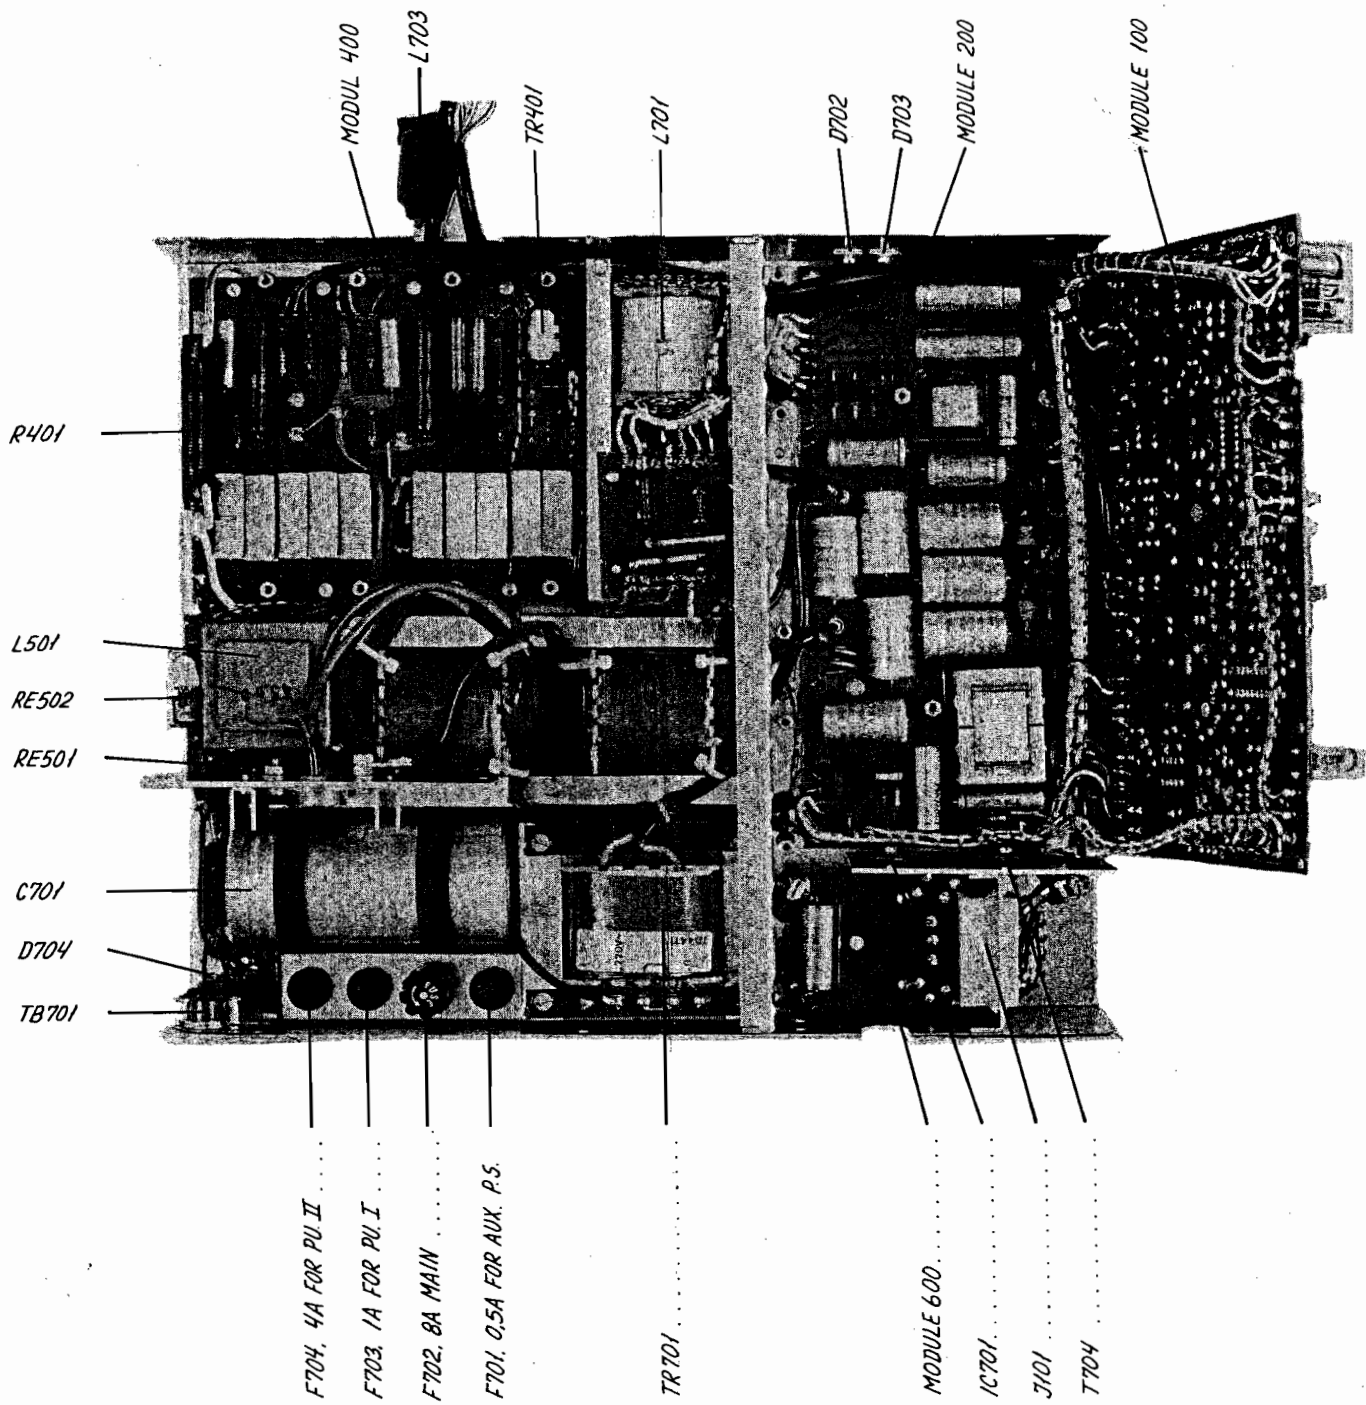 MODUL 400
L703
TR401
L701
D702
D703
MODULE 200
MODULE 100
R401
L501
RE502
RE501
C701
D704
TB701
F704, 4A FOR PU. II ......
F703, 1A FOR PU. I ......
F702, 8A MAIN ..........
F701, 0,5A FOR AUX. P.S.
TR701 ....................
MODULE 600............
IC701..................
J101 ..................
T704 ..................
220V~